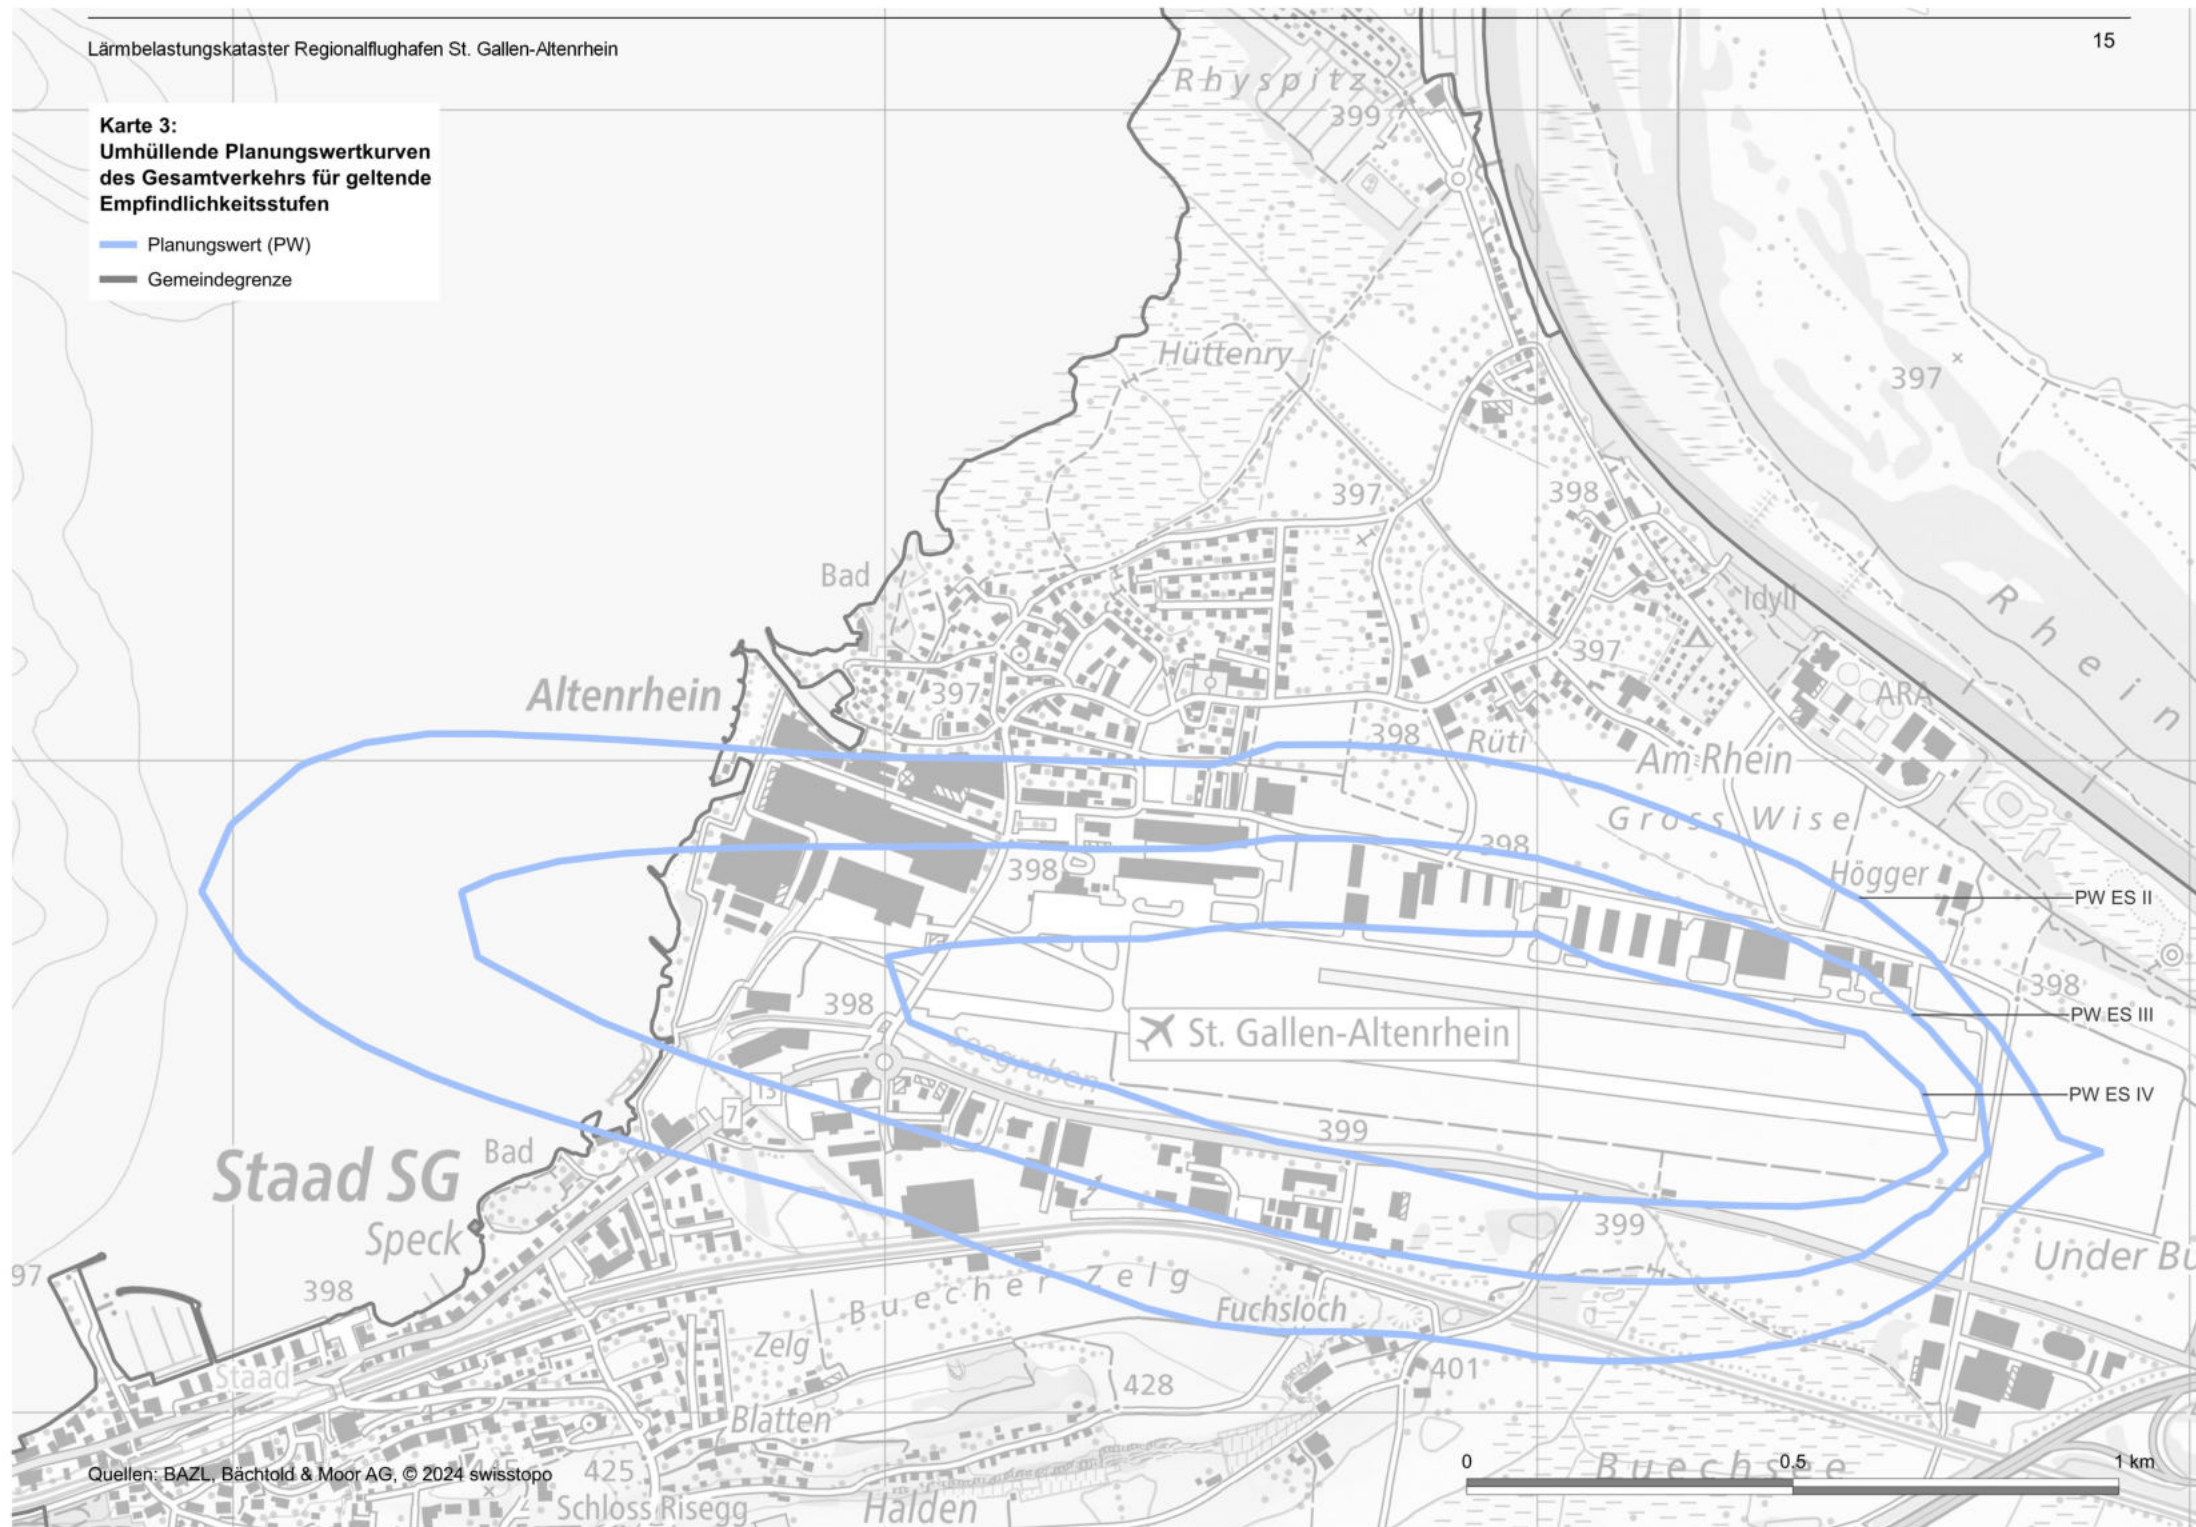 Lärmbelastungskataster Regionalflughafen St. Gallen-Altenrhein
15
Karte 3:
Umhüllende Planungswertkurven
des Gesamtverkehrs für geltende
Empfindlichkeitsstufen
Planungswert (PW)
Gemeindegrenze
Rhyspitz
399
Hüttenry
397
397
398
Bad
Idyll
Rhein
397
Altenrhein
397
ARA
398
Rüti
Am Rhein
Gross Wise
398
Högger
398
PW ES II
398
398
PW ES III
St. Gallen-Altenrhein
Seegraben
13
7
PW ES IV
399
Bad
Staad SG
Speck
399
Under Bu
97
398
Buecher Zelg
Fuchsloch
Zelg
Staad
401
428
Blatten
0
0.5
1 km
Buechsee
Quellen: BAZL, Bächtold & Moor AG, © 2024 swisstopo
425
Schloss Risegg
Halden